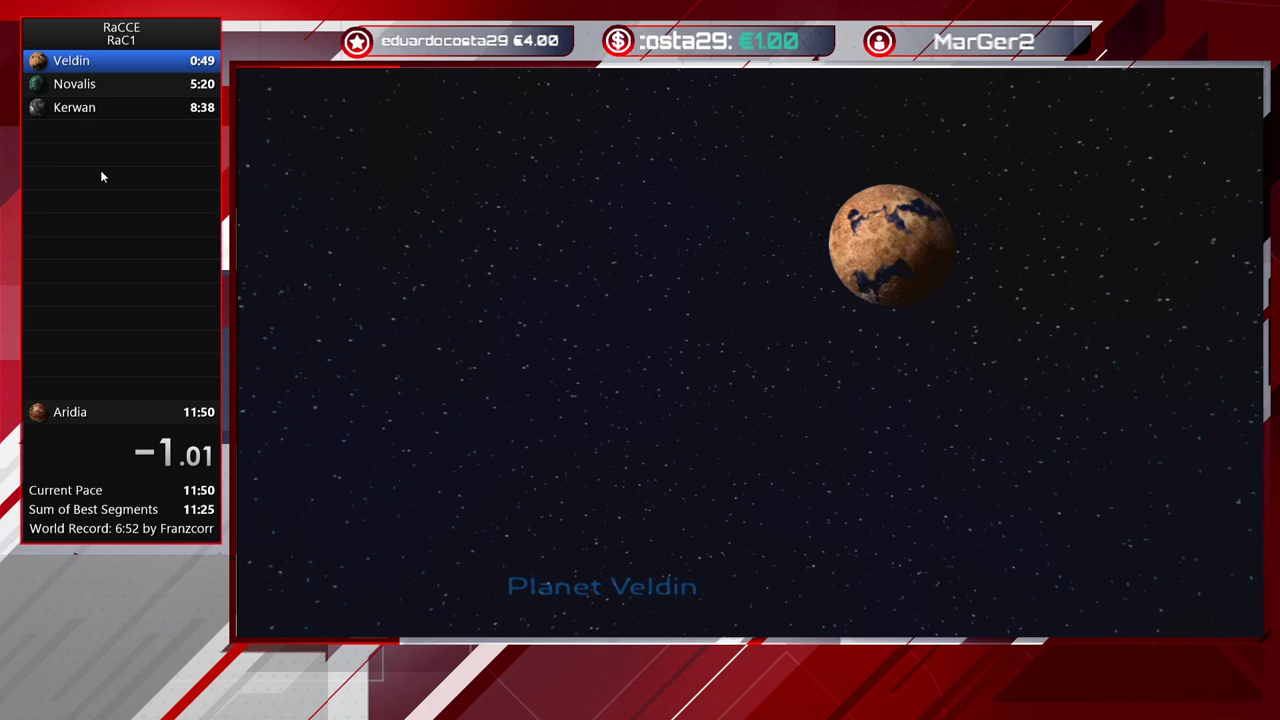 RaCCE
RaC1
Veldin 0:49
Novalis 5:20
Kerwan 8:38
Aridia 11:50
-1.01
Current Pace 11:50
Sum of Best Segments 11:25
World Record: 6:52 by Franzcorr
eduardocosta29 €4.00
:osta29: €1.00
MarGer2
Planet Veldin